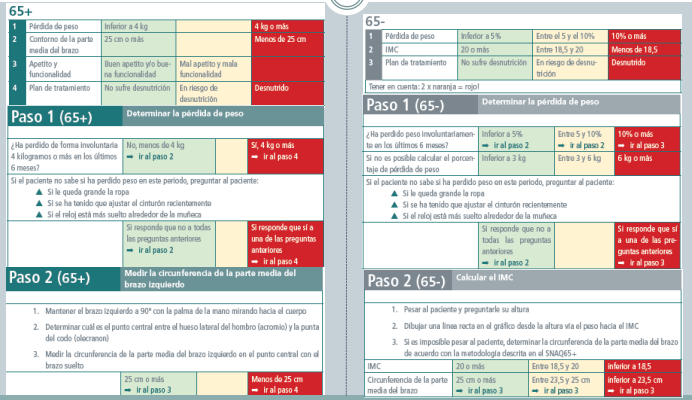 65+
1 Pérdida de peso Inferior a 4 kg 4 kg o más
2 Contorno de la parte 25 cm o más Menos de 25 cm
media del brazo
3 Apetito y Buen apetito y/o bue- Mal apetito y mala
funcionalidad na funcionalidad funcionalidad
4 Plan de tratamiento No sufre desnutrición En riesgo de Desnutrido
desnutrición
Paso 1 (65+) Determinar la pérdida de peso
¿Ha perdido de forma involuntaria No, menos de 4 kg Sí, 4 kg o más
4 kilogramos o más en los últimos ➡ ir al paso 2 ➡ ir al paso 4
6 meses?
Si el paciente no sabe si ha perdido peso en este periodo, preguntar al paciente:
▲ Si le queda grande la ropa
▲ Si se ha tenido que ajustar el cinturón recientemente
▲ Si el reloj está más suelto alrededor de la muñeca
Si responde que no a todas Si responde que sí a
las preguntas anteriores una de las preguntas
➡ ir al paso 2 anteriores
➡ ir al paso 4
Paso 2 (65+) Medir la circunferencia de la parte media del
brazo izquierdo
1. Mantener el brazo izquierdo a 90º con la palma de la mano mirando hacia el cuerpo
2. Determinar cuál es el punto central entre el hueso lateral del hombro (acromio) y la punta
del codo (olecranon)
3. Medir la circunferencia de la parte media del brazo izquierdo en el punto central con el
brazo suelto
25 cm o más Menos de 25 cm
➡ ir al paso 3 ➡ ir al paso 4
65-
1 Pérdida de peso Inferior a 5% Entre el 5 y el 10% 10% o más
2 IMC 20 o más Entre 18,5 y 20 Menos de 18,5
3 Plan de tratamiento No sufre desnutrición En riesgo de desnu- Desnutrido
trición
Tener en cuenta: 2 x naranja = rojo!
Paso 1 (65-) Determinar la pérdida de peso
¿Ha perdido peso involuntariamen- Inferior a 5% Entre 5 y 10% 10% o más
te en los últimos 6 meses? ➡ ir al paso 2 ➡ ir al paso 2 ➡ ir al paso 3
Si no es posible calcular el porcen- Inferior a 3 kg Entre 3 y 6 kg 6 kg o más
taje de pérdida de peso
Si el paciente no sabe si ha perdido peso en este periodo, preguntar al paciente:
▲ Si le queda grande la ropa
▲ Si se ha tenido que ajustar el cinturón recientemente
▲ Si el reloj está más suelto alrededor de la muñeca
Si responde que no a Si responde que sí
todas las preguntas a una de las pre-
anteriores guntas anteriores
➡ ir al paso 2 ➡ ir al paso 3
Paso 2 (65-) Calcular el IMC
1. Pesar al paciente y preguntarle su altura
2. Dibujar una línea recta en el gráfico desde la altura vía el peso hacia el IMC
3. Si es imposible pesar al paciente, determinar la circunferencia de la parte media del brazo
de acuerdo con la metodología descrita en el SNAQ65+
IMC 20 o más Entre 18,5 y 20 inferior a 18,5
Circunferencia de la parte 25 cm o más Entre 23,5 y 25 cm inferior a 23,5 cm
media del brazo ➡ ir al paso 3 ➡ ir al paso 3 ➡ ir al paso 3